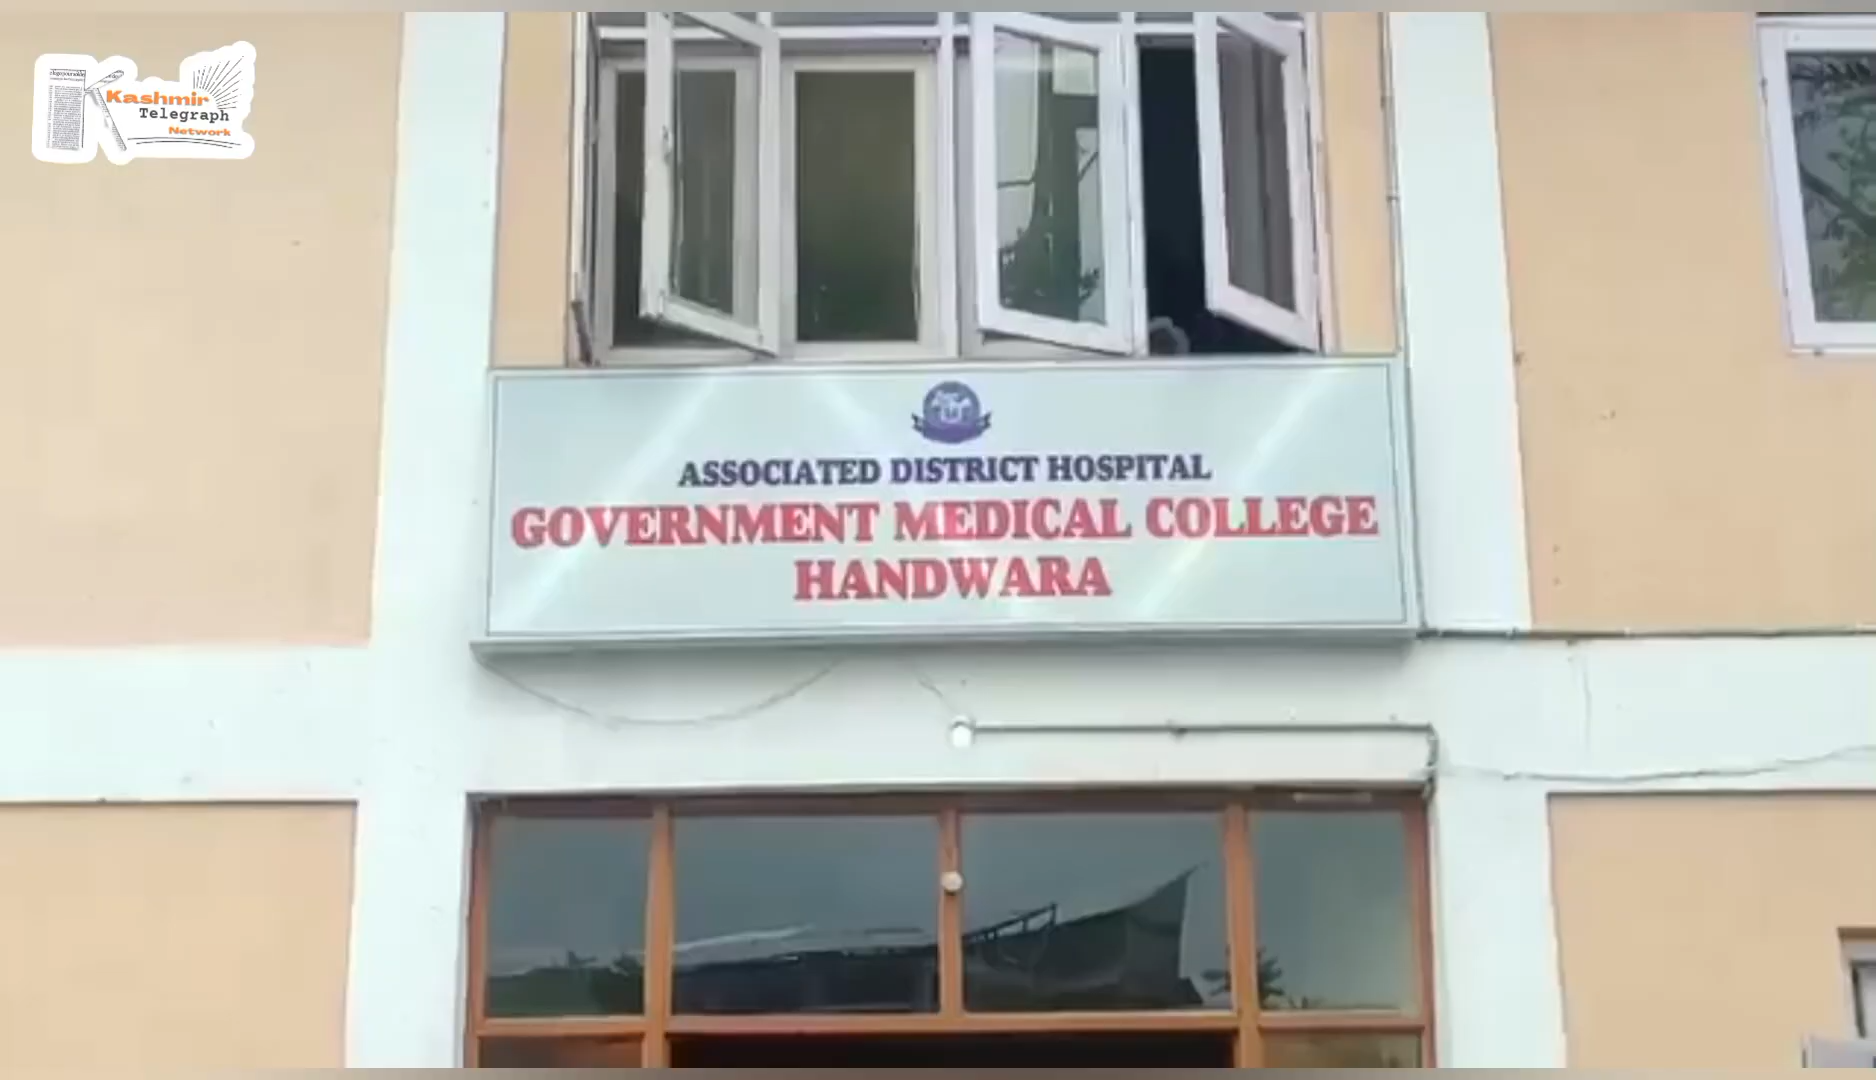 Kashmir
Telegraph
Network
ASSOCIATED DISTRICT HOSPITAL
GOVERNMENT MEDICAL COLLEGE
HANDWARA